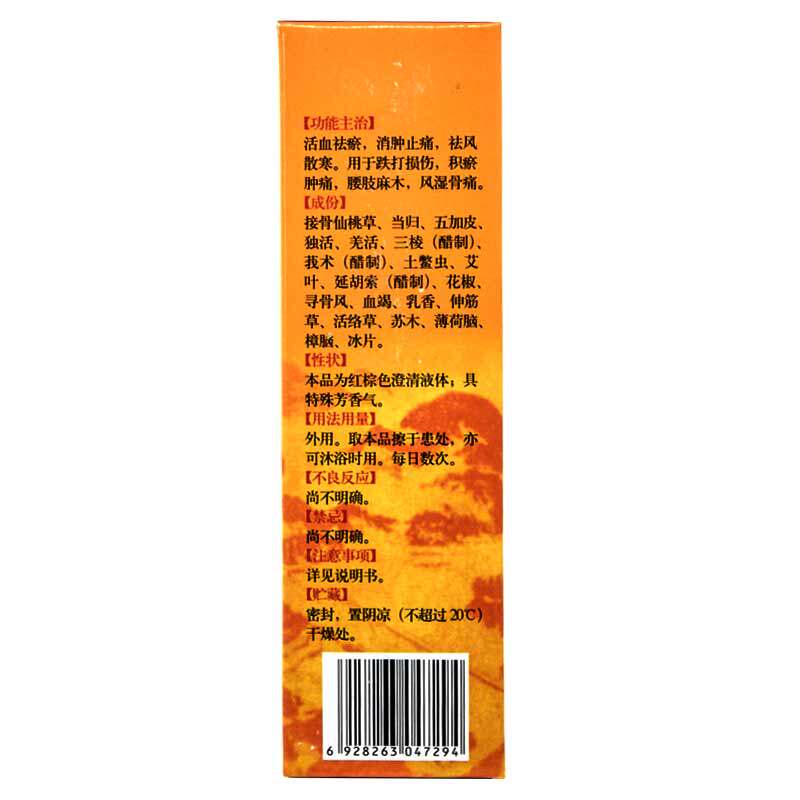 【功能主治】
活血祛瘀，消肿止痛，祛风
散寒。用于跌打损伤，积瘀
肿痛，腰肢麻木，风湿骨痛。
【成份】
接骨仙桃草、当归、五加皮、
独活、羌活、三棱（醋制）、
莪术（醋制）、土鳖虫、艾
叶、延胡索（醋制）、花椒、
寻骨风、血竭、乳香、伸筋
草、活络草、苏木、薄荷脑、
樟脑、冰片。
【性状】
本品为红棕色澄清液体；具
特殊芳香气。
【用法用量】
外用。取本品擦于患处，亦
可沐浴时用。每日数次。
【不良反应】
尚不明确。
【禁忌】
尚不明确。
【注意事项】
详见说明书。
【贮藏】
密封，置阴凉（不超过20℃）
干燥处。
6 928263 047294